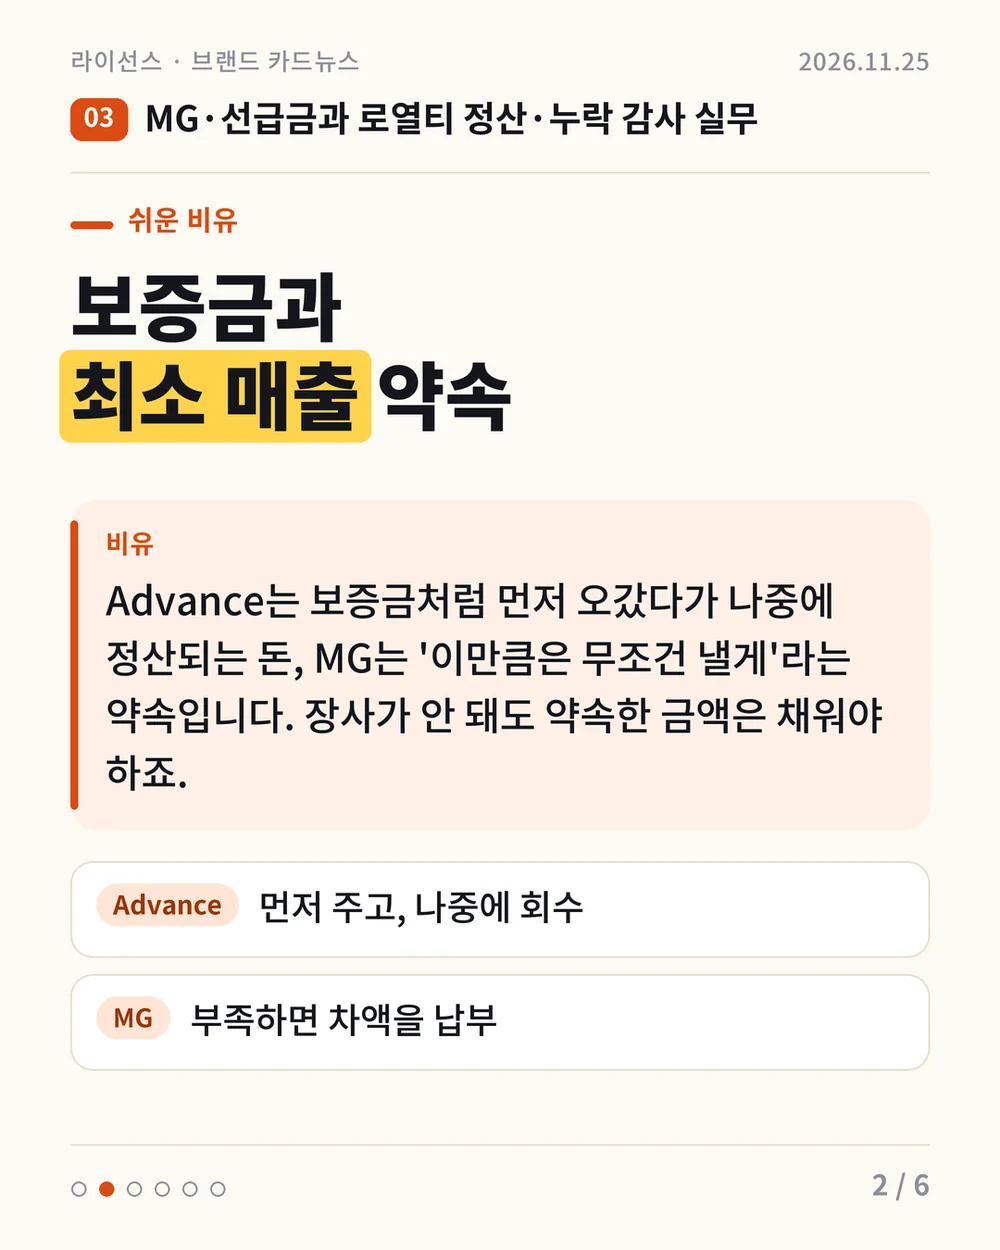 라이선스 · 브랜드 카드뉴스
2026.11.25
03 MG·선급금과 로열티 정산·누락 감사 실무
쉬운 비유
보증금과
최소 매출 약속
비유
Advance는 보증금처럼 먼저 오갔다가 나중에
정산되는 돈, MG는 '이만큼은 무조건 낼게'라는
약속입니다. 장사가 안 돼도 약속한 금액은 채워야
하죠.
Advance 먼저 주고, 나중에 회수
MG 부족하면 차액을 납부
2 / 6